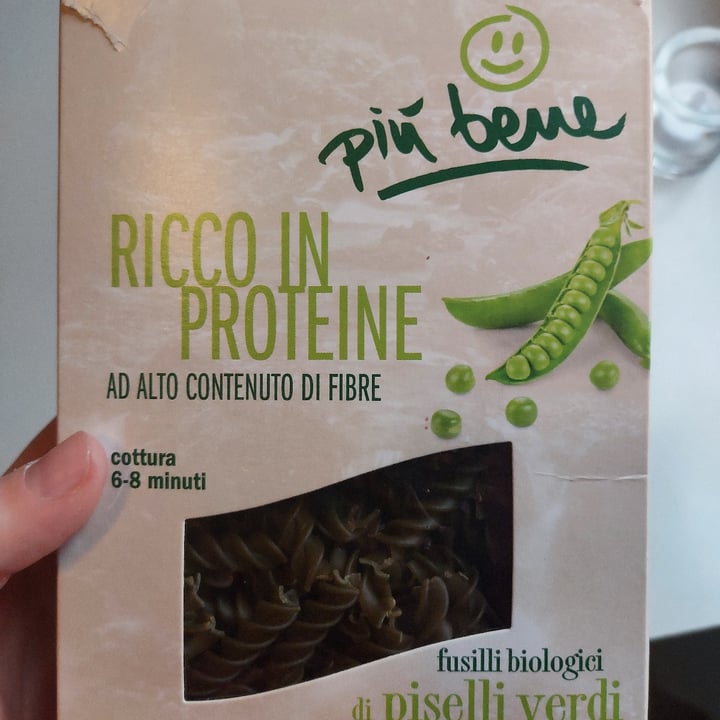 più bene
RICCO IN
PROTEINE
AD ALTO CONTENUTO DI FIBRE
cottura
6-8 minuti
fusilli biologici
di piselli verdi